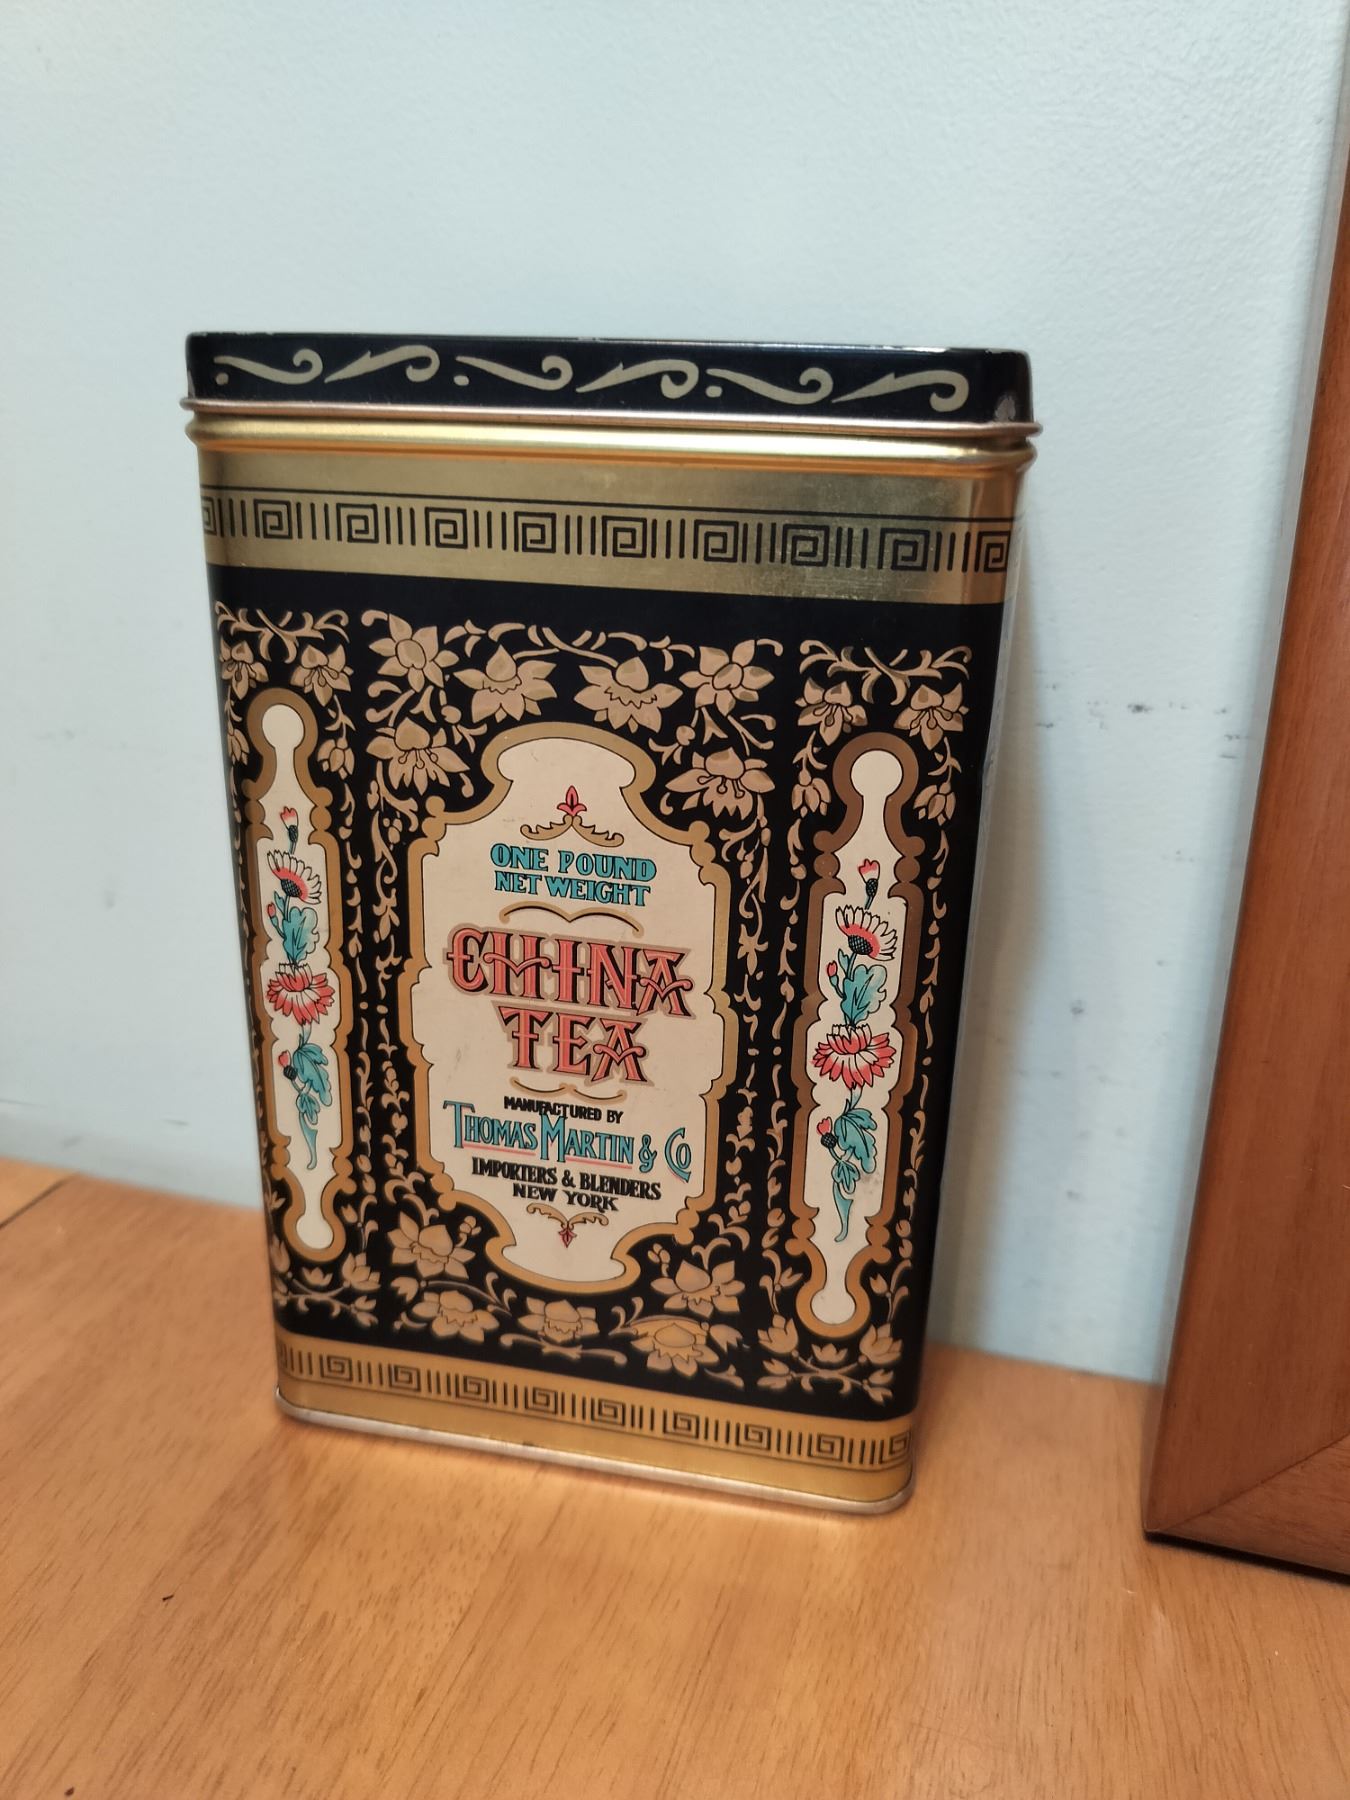 ONE POUND
NET WEIGHT
CHINA
TEA
MANUFACTURED BY
THOMAS MARTIN & CO
IMPORTERS & BLENDERS
NEW YORK